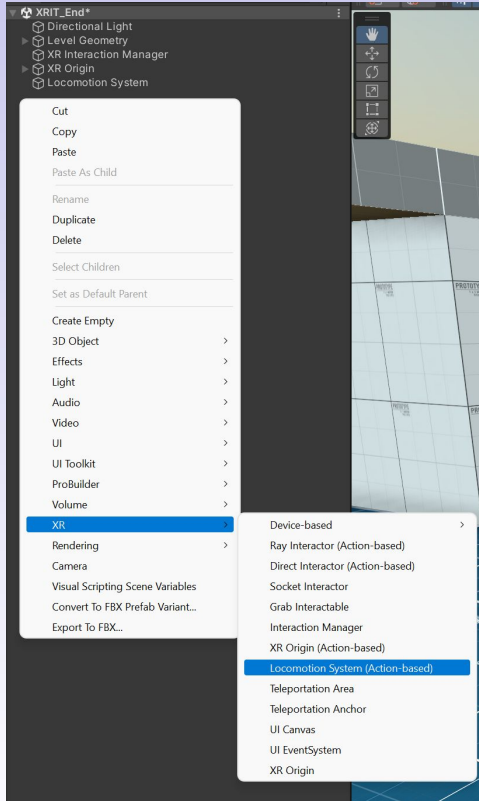 XRIT_End*
Directional Light
Level Geometry
XR Interaction Manager
XR Origin
Locomotion System
Cut
Copy
Paste
Paste As Child
Rename
Duplicate
Delete
Select Children
Set as Default Parent
Create Empty
3D Object
Effects
Light
Audio
Video
UI
UI Toolkit
ProBuilder
Volume
XR
Rendering
Camera
Visual Scripting Scene Variables
Convert To FBX Prefab Variant...
Export To FBX...
Device-based
Ray Interactor (Action-based)
Direct Interactor (Action-based)
Socket Interactor
Grab Interactable
Interaction Manager
XR Origin (Action-based)
Locomotion System (Action-based)
Teleportation Area
Teleportation Anchor
UI Canvas
UI EventSystem
XR Origin
PROTOTYPE
PROTOTY